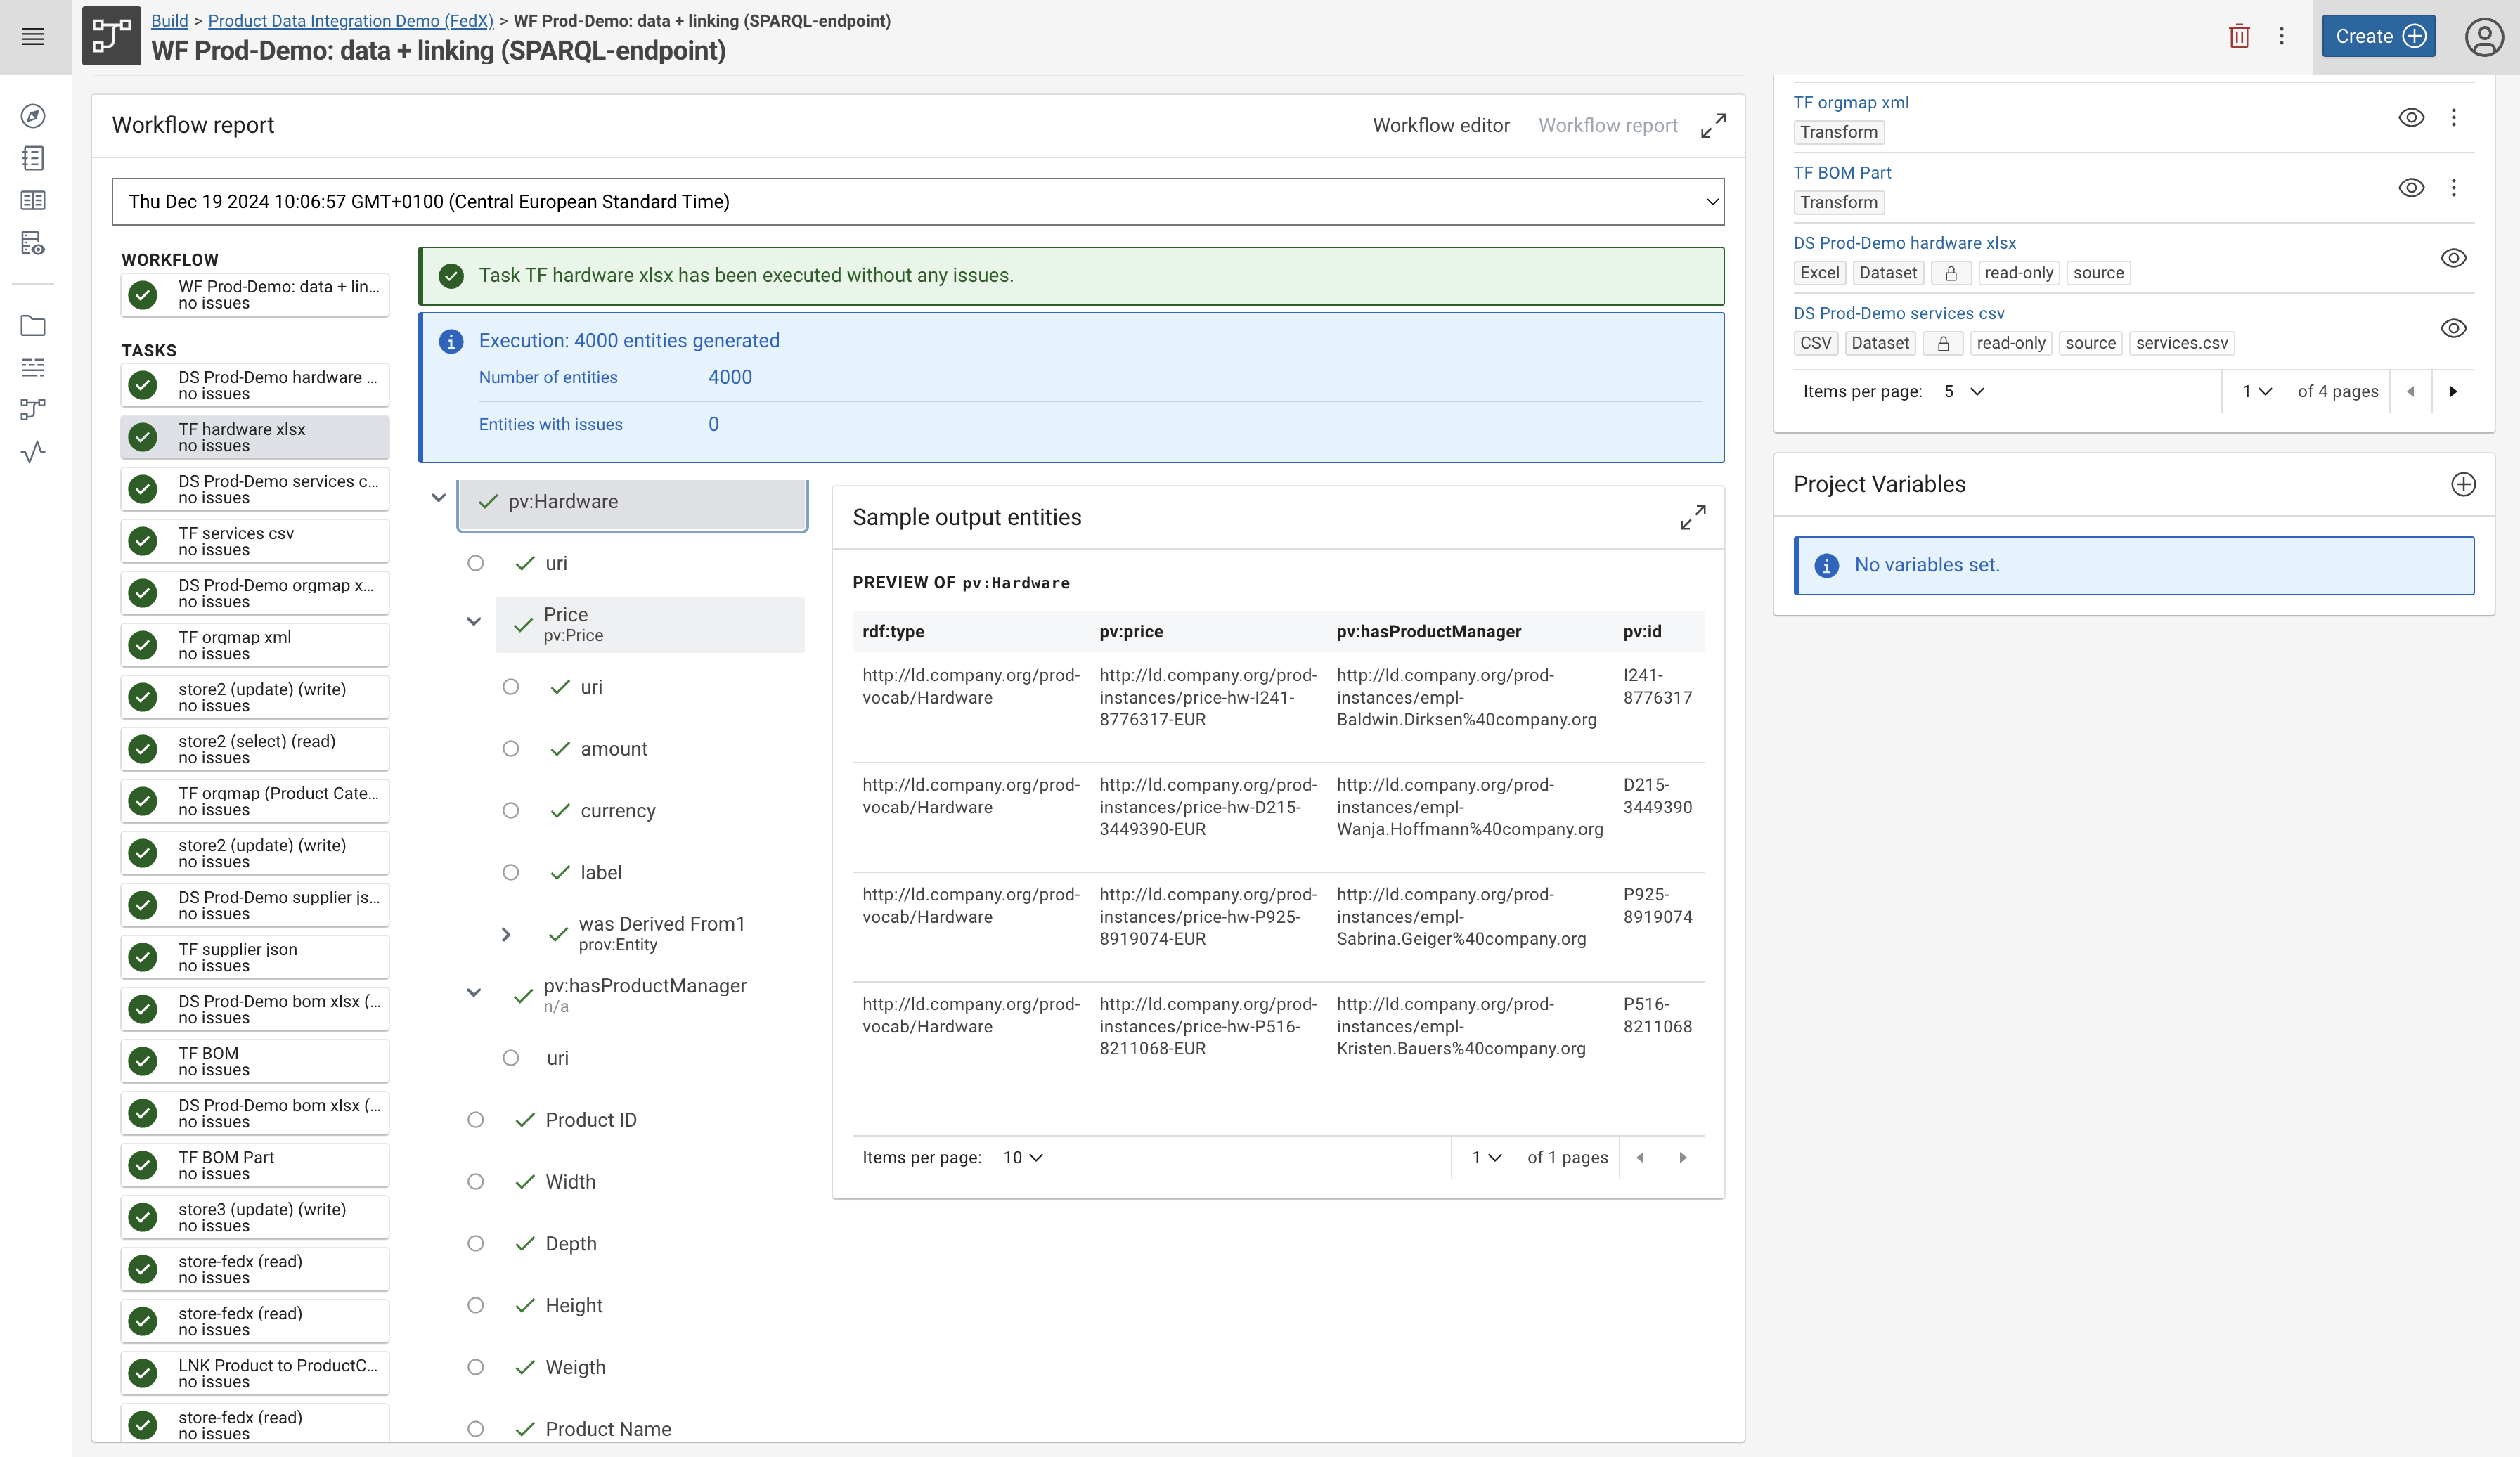 Build > Product Data Integration Demo (FedX) > WF Prod-Demo: data + linking (SPARQL-endpoint)
WF Prod-Demo: data + linking (SPARQL-endpoint)
Create
Workflow report
Workflow editor
Workflow report
Thu Dec 19 2024 10:06:57 GMT+0100 (Central European Standard Time)
WORKFLOW
WF Prod-Demo: data + lin...
no issues
TASKS
DS Prod-Demo hardware ...
no issues
TF hardware xlsx
no issues
DS Prod-Demo services c...
no issues
TF services csv
no issues
DS Prod-Demo orgmap x...
no issues
TF orgmap xml
no issues
store2 (update) (write)
no issues
store2 (select) (read)
no issues
TF orgmap (Product Cate...
no issues
store2 (update) (write)
no issues
DS Prod-Demo supplier js...
no issues
TF supplier json
no issues
DS Prod-Demo bom xlsx (...
no issues
TF BOM
no issues
DS Prod-Demo bom xlsx (...
no issues
TF BOM Part
no issues
store3 (update) (write)
no issues
store-fedx (read)
no issues
store-fedx (read)
no issues
LNK Product to ProductC...
no issues
store-fedx (read)
no issues
Task TF hardware xlsx has been executed without any issues.
Execution: 4000 entities generated
Number of entities 4000
Entities with issues 0
pv:Hardware
uri
Price
pv:Price
uri
amount
currency
label
was Derived From1
prov:Entity
pv:hasProductManager
n/a
uri
Product ID
Width
Depth
Height
Weigth
Product Name
Sample output entities
PREVIEW OF pv:Hardware
rdf:type pv:price pv:hasProductManager pv:id
http://ld.company.org/prod- http://ld.company.org/prod- http://ld.company.org/prod- I241-
vocab/Hardware instances/price-hw-I241- instances/empl- 8776317
8776317-EUR Baldwin.Dirksen%40company.org
http://ld.company.org/prod- http://ld.company.org/prod- http://ld.company.org/prod- D215-
vocab/Hardware instances/price-hw-D215- instances/empl- 3449390
3449390-EUR Wanja.Hoffmann%40company.org
http://ld.company.org/prod- http://ld.company.org/prod- http://ld.company.org/prod- P925-
vocab/Hardware instances/price-hw-P925- instances/empl- 8919074
8919074-EUR Sabrina.Geiger%40company.org
http://ld.company.org/prod- http://ld.company.org/prod- http://ld.company.org/prod- P516-
vocab/Hardware instances/price-hw-P516- instances/empl- 8211068
8211068-EUR Kristen.Bauers%40company.org
Items per page: 10 1 of 1 pages
TF orgmap xml
Transform
TF BOM Part
Transform
DS Prod-Demo hardware xlsx
Excel Dataset read-only source
DS Prod-Demo services csv
CSV Dataset read-only source services.csv
Items per page: 5 1 of 4 pages
Project Variables
No variables set.